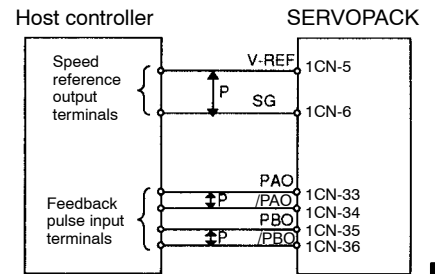 Host controller
SERVOPACK
Speed
reference
output
terminals
V-REF
1CN-5
P
SG
1CN-6
Feedback
pulse input
terminals
PAO
1CN-33
P
/PAO
1CN-34
PBO
1CN-35
P
/PBO
1CN-36